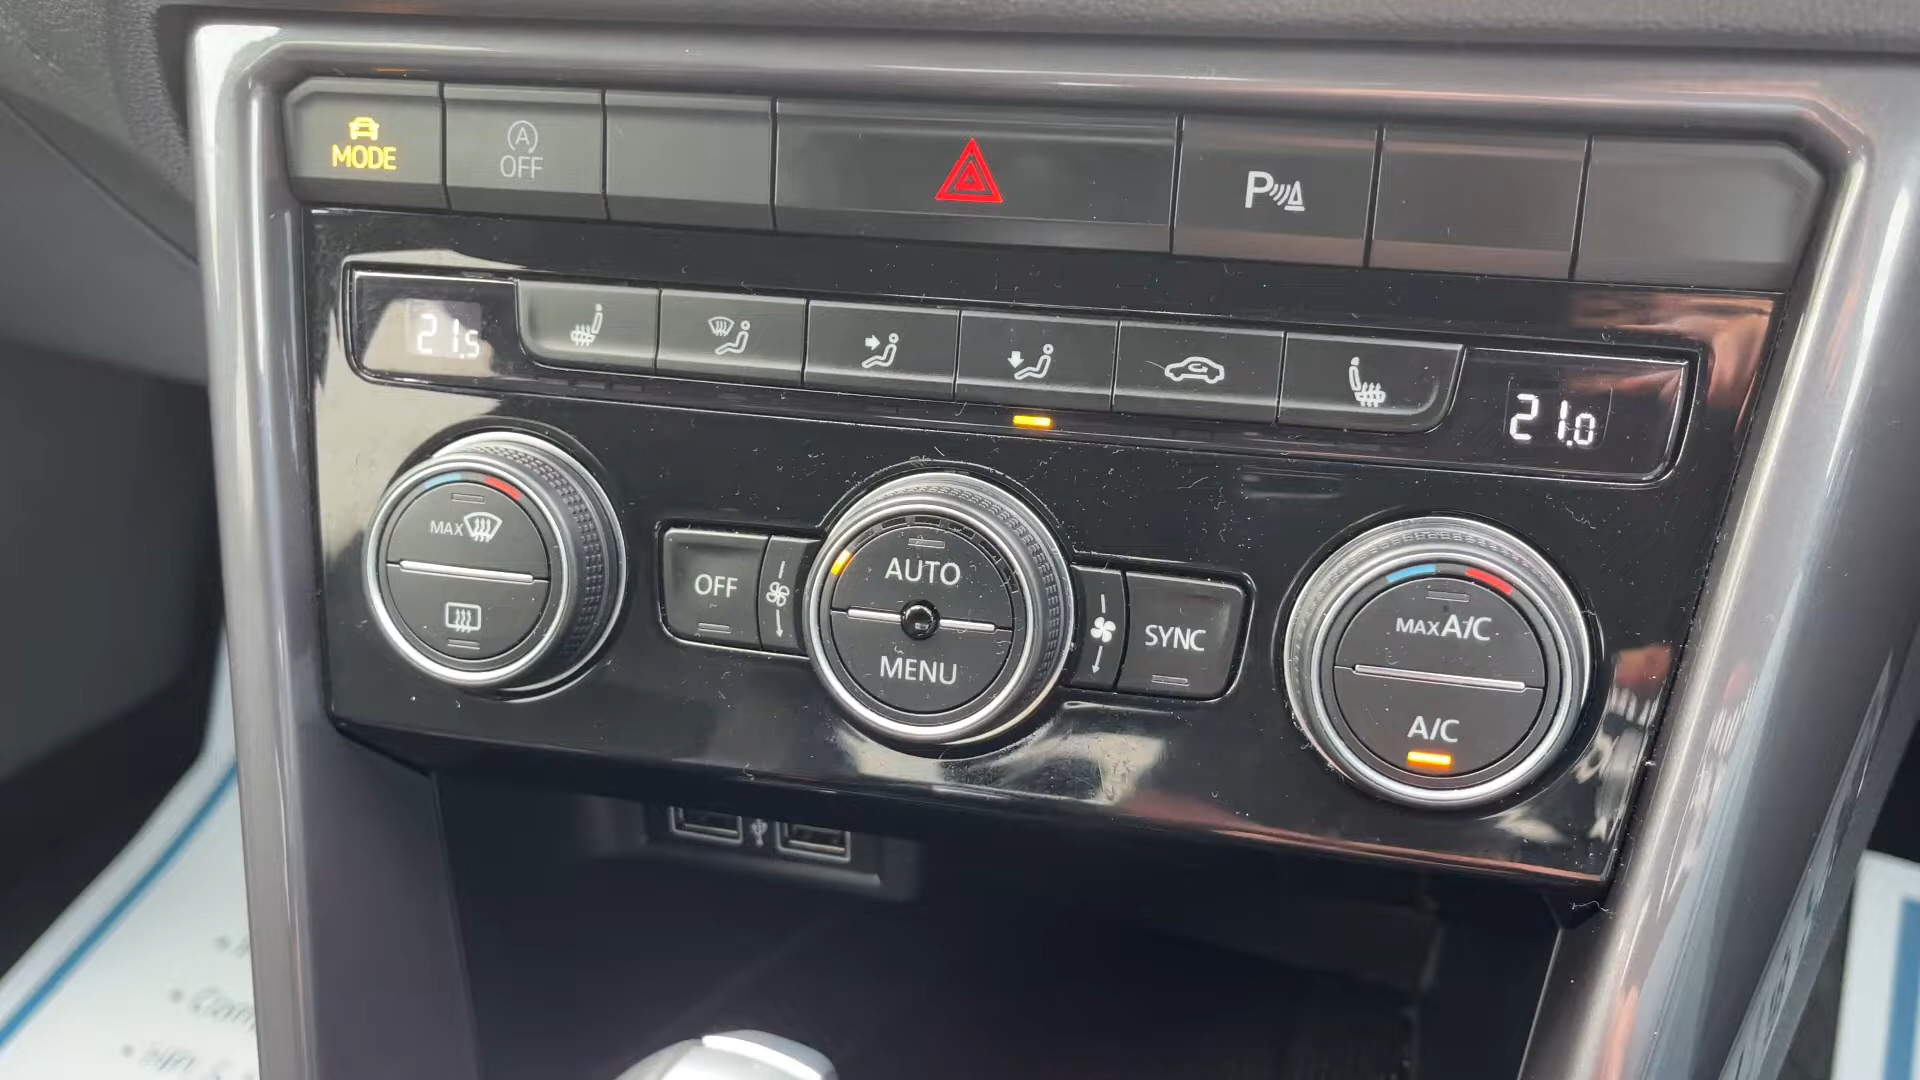 MODE
A
OFF
P
21.5
21.0
MAX
OFF
AUTO
MENU
SYNC
MAX A/C
A/C